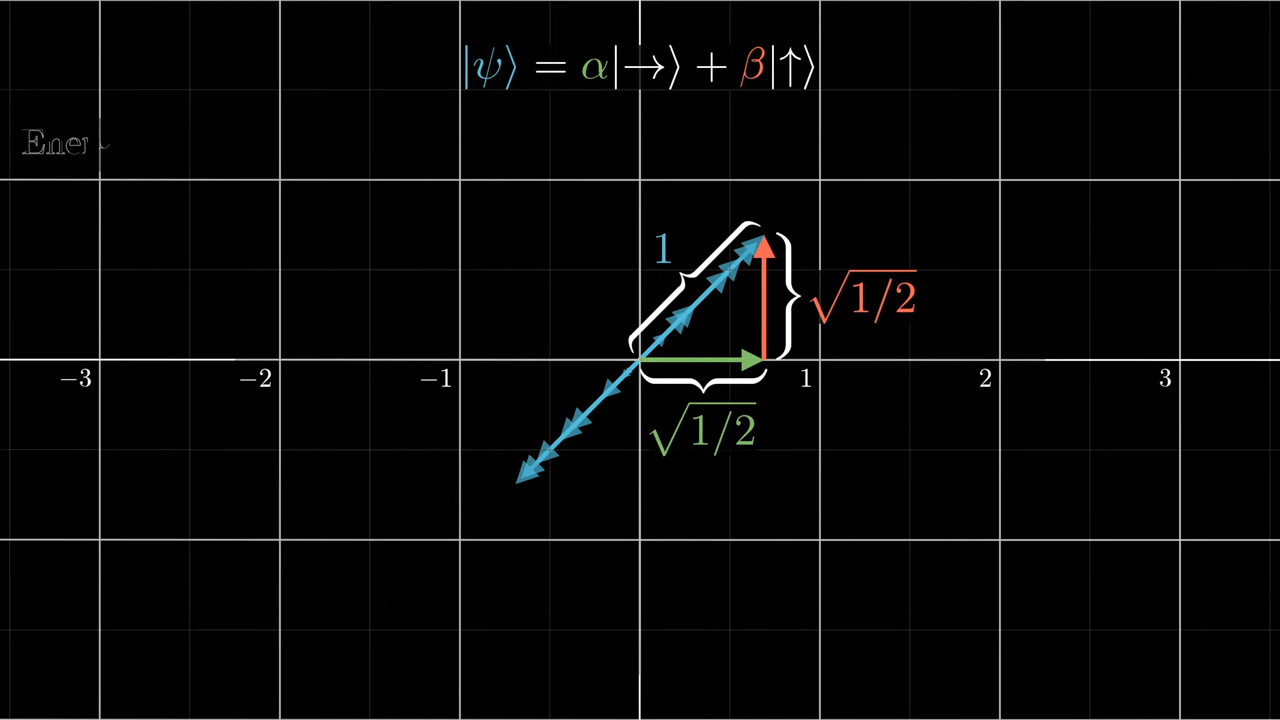 |ψ⟩ = α|→⟩ + β|↑⟩
1
√1/2
−3 −2 −1 1 2 3
√1/2